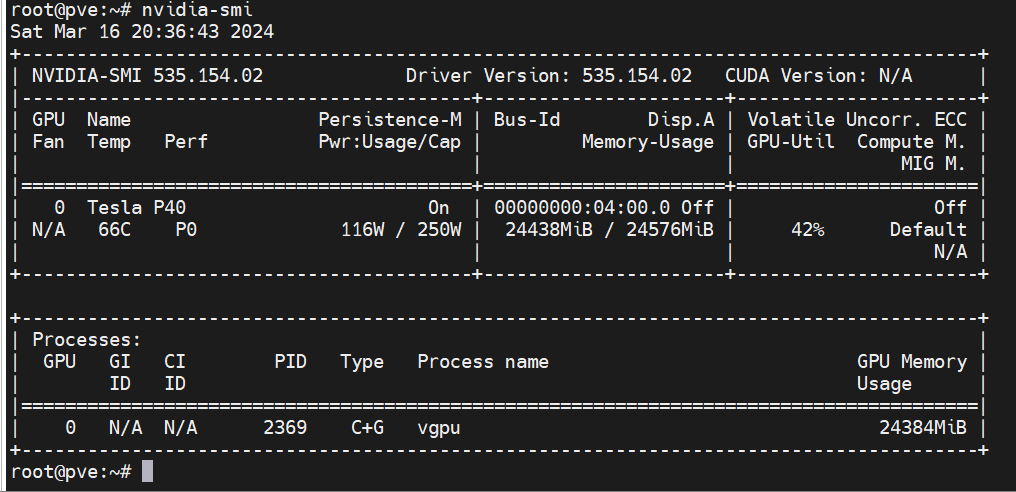 root@pve:~# nvidia-smi
Sat Mar 16 20:36:43 2024
+---------------------------------------------------------------------------------------+
| NVIDIA-SMI 535.154.02             Driver Version: 535.154.02   CUDA Version: N/A      |
|-----------------------------------------+----------------------+----------------------+
| GPU  Name                 Persistence-M | Bus-Id        Disp.A | Volatile Uncorr. ECC |
| Fan  Temp   Perf          Pwr:Usage/Cap |         Memory-Usage | GPU-Util  Compute M. |
|                                         |                      |               MIG M. |
|=========================================+======================+======================|
|   0  Tesla P40                      On  | 00000000:04:00.0 Off |                  Off |
| N/A   66C    P0             116W / 250W |  24438MiB / 24576MiB |     42%      Default |
|                                         |                      |                  N/A |
+-----------------------------------------+----------------------+----------------------+
+---------------------------------------------------------------------------------------+
| Processes:                                                                            |
|  GPU   GI   CI        PID   Type   Process name                            GPU Memory |
|        ID   ID                                                             Usage      |
|=======================================================================================|
|    0   N/A  N/A      2369    C+G   vgpu                                      24384MiB |
+---------------------------------------------------------------------------------------+
root@pve:~#